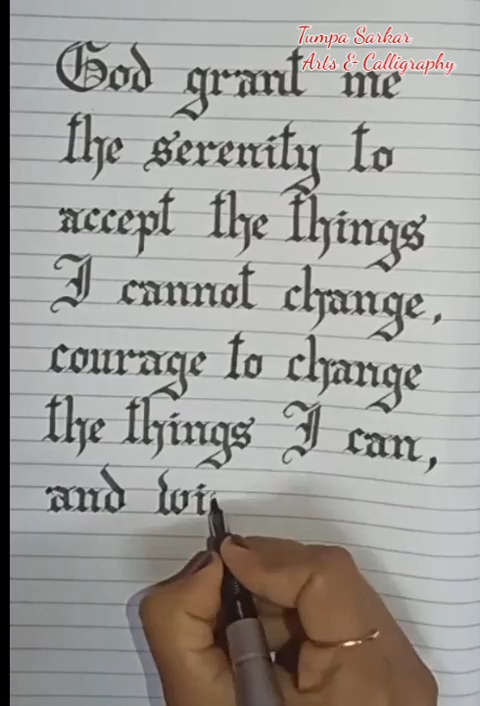 Tumpa Sarkar
Arts & Calligraphy
God grant me
the serenity to
accept the things
I cannot change,
courage to change
the things I can,
and wi